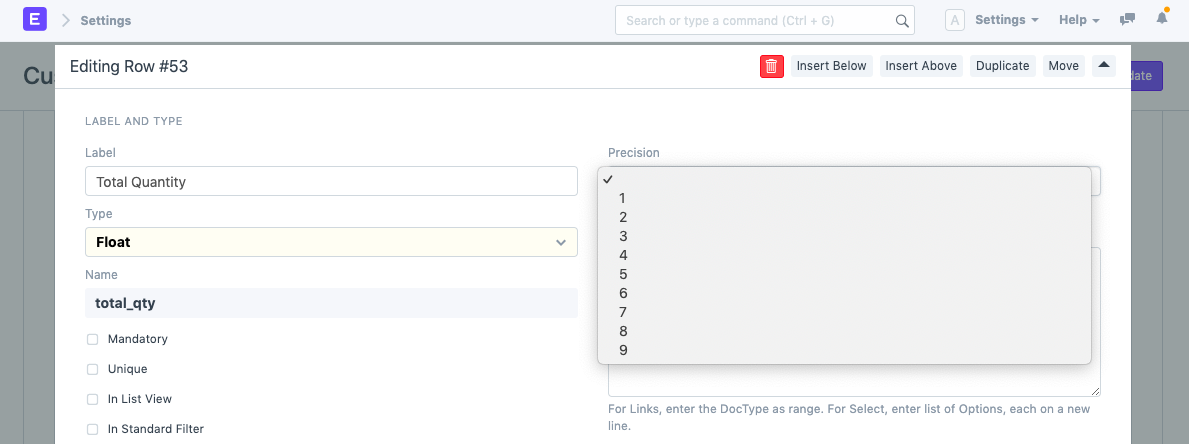 E
Settings
Search or type a command (Ctrl + G)
A
Settings
Help
Cus
date
Editing Row #53
Insert Below
Insert Above
Duplicate
Move
LABEL AND TYPE
Label
Total Quantity
Type
Float
Name
total_qty
Mandatory
Unique
In List View
In Standard Filter
Precision
1
2
3
4
5
6
7
8
9
For Links, enter the DocType as range. For Select, enter list of Options, each on a new
line.